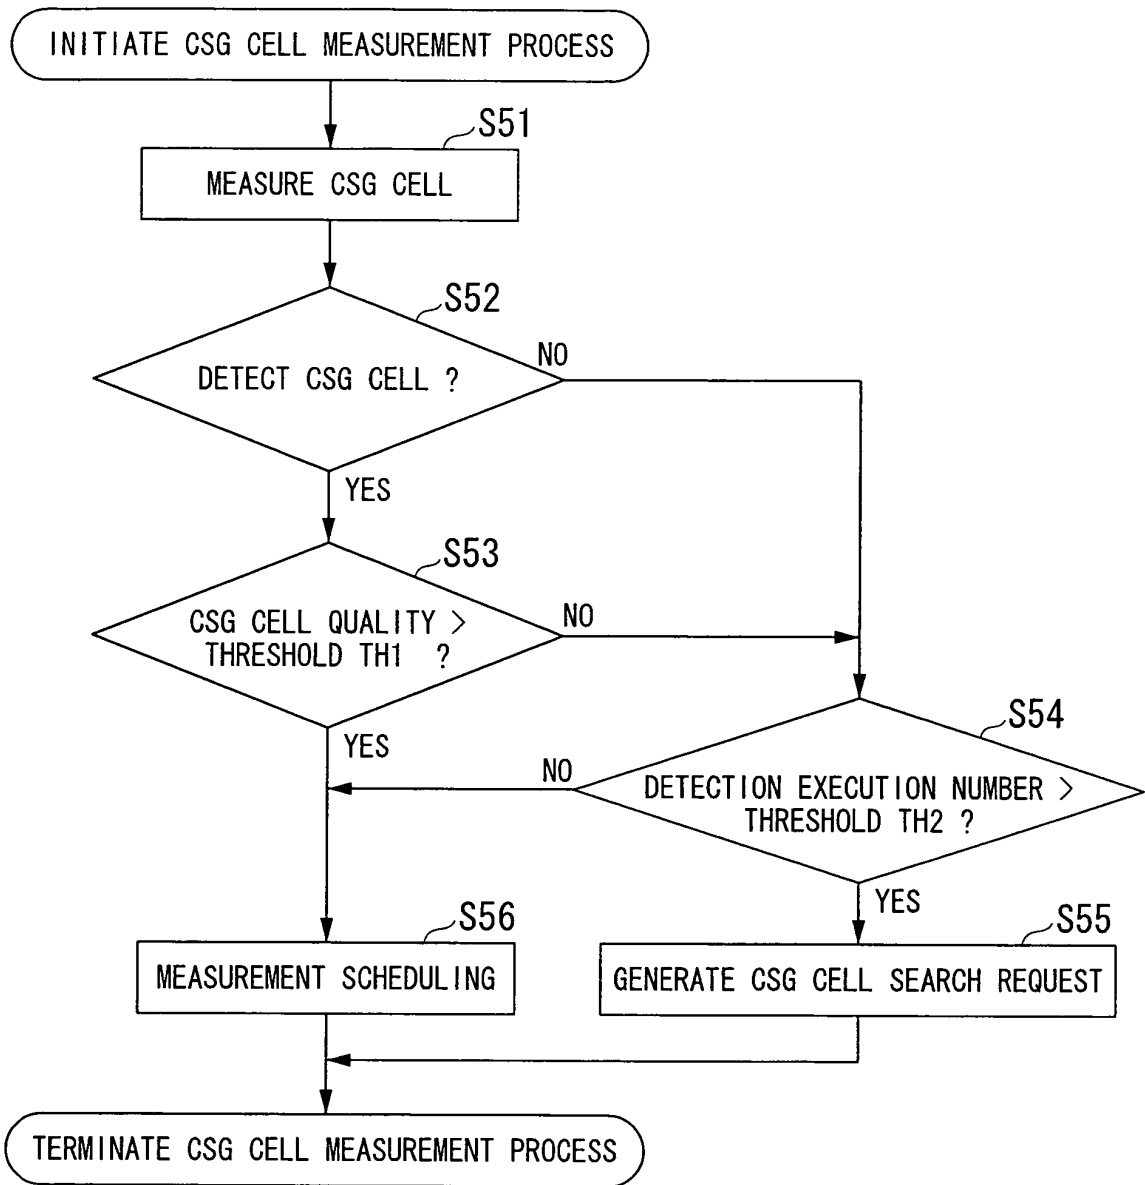 INITIATE CSG CELL MEASUREMENT PROCESS
S51
MEASURE CSG CELL
S52
DETECT CSG CELL ?
NO
YES
S53
CSG CELL QUALITY >
THRESHOLD TH1 ?
NO
YES
S54
DETECTION EXECUTION NUMBER >
THRESHOLD TH2 ?
NO
YES
S56
MEASUREMENT SCHEDULING
S55
GENERATE CSG CELL SEARCH REQUEST
TERMINATE CSG CELL MEASUREMENT PROCESS